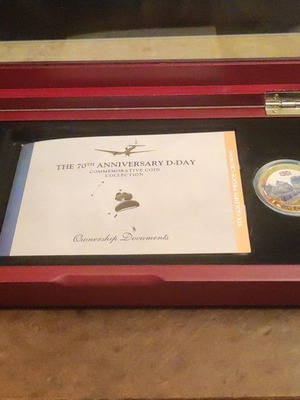 THE 70TH ANNIVERSARY D-DAY
COMMEMORATIVE COIN
COLLECTION
Ownership Documents